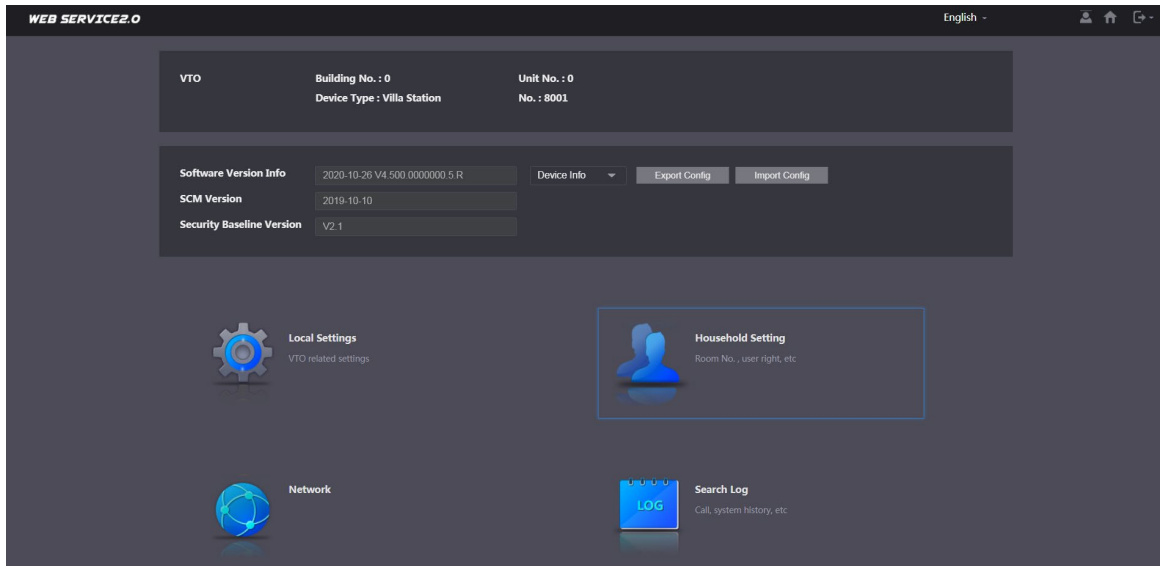 WEB SERVICE2.0 English
VTO Building No. : 0 Unit No. : 0
Device Type : Villa Station No. : 8001
Software Version Info 2020-10-26 V4.500.0000000.5.R Device Info Export Config Import Config
SCM Version 2019-10-10
Security Baseline Version V2.1
Local Settings
VTO related settings
Household Setting
Room No. , user right, etc
Network
LOG
Search Log
Call, system history, etc